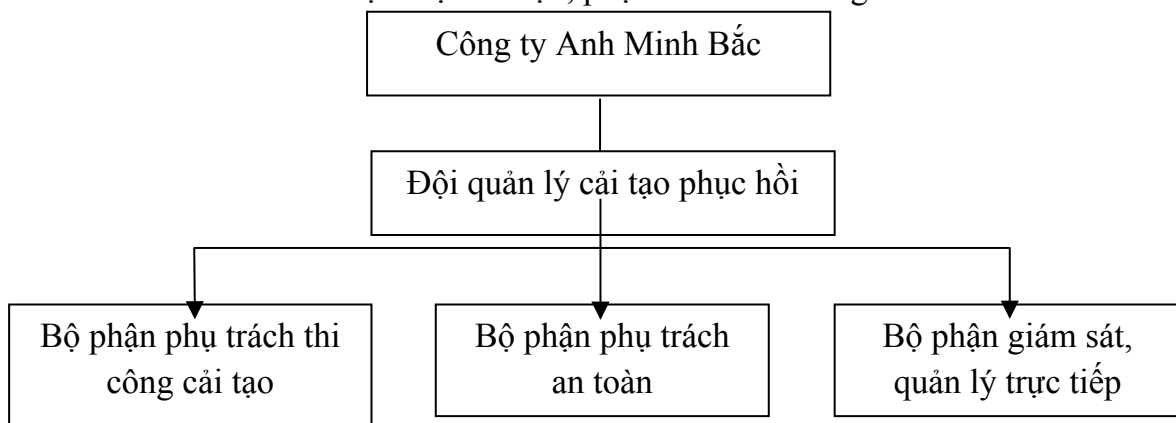 Công ty Anh Minh Bắc
Đội quản lý cải tạo phục hồi
Bộ phận phụ trách thi
công cải tạo
Bộ phận phụ trách
an toàn
Bộ phận giám sát,
quản lý trực tiếp